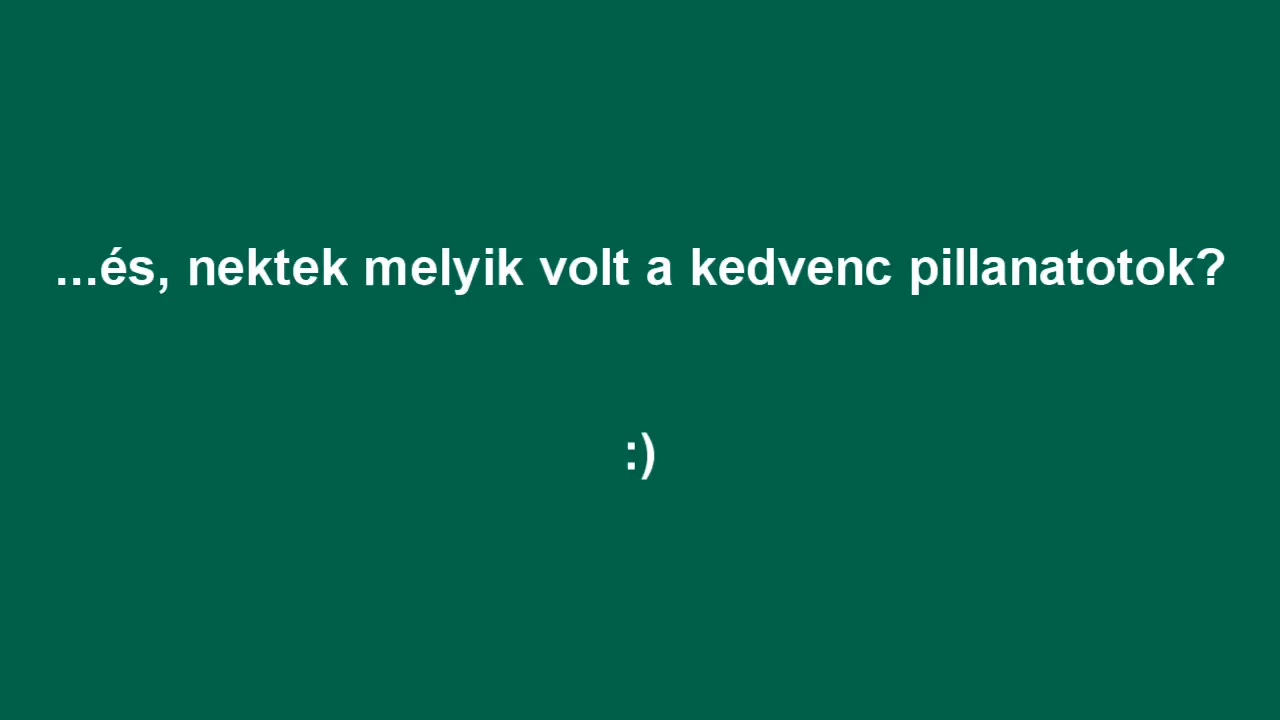 ...és, nektek melyik volt a kedvenc pillanatotok?
:)